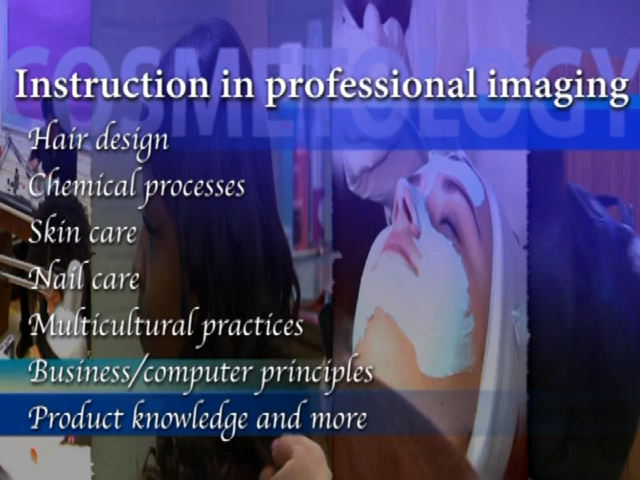 COSMETOLOGY
Instruction in professional imaging
Hair design
Chemical processes
Skin care
Nail care
Multicultural practices
Business/computer principles
Product knowledge and more